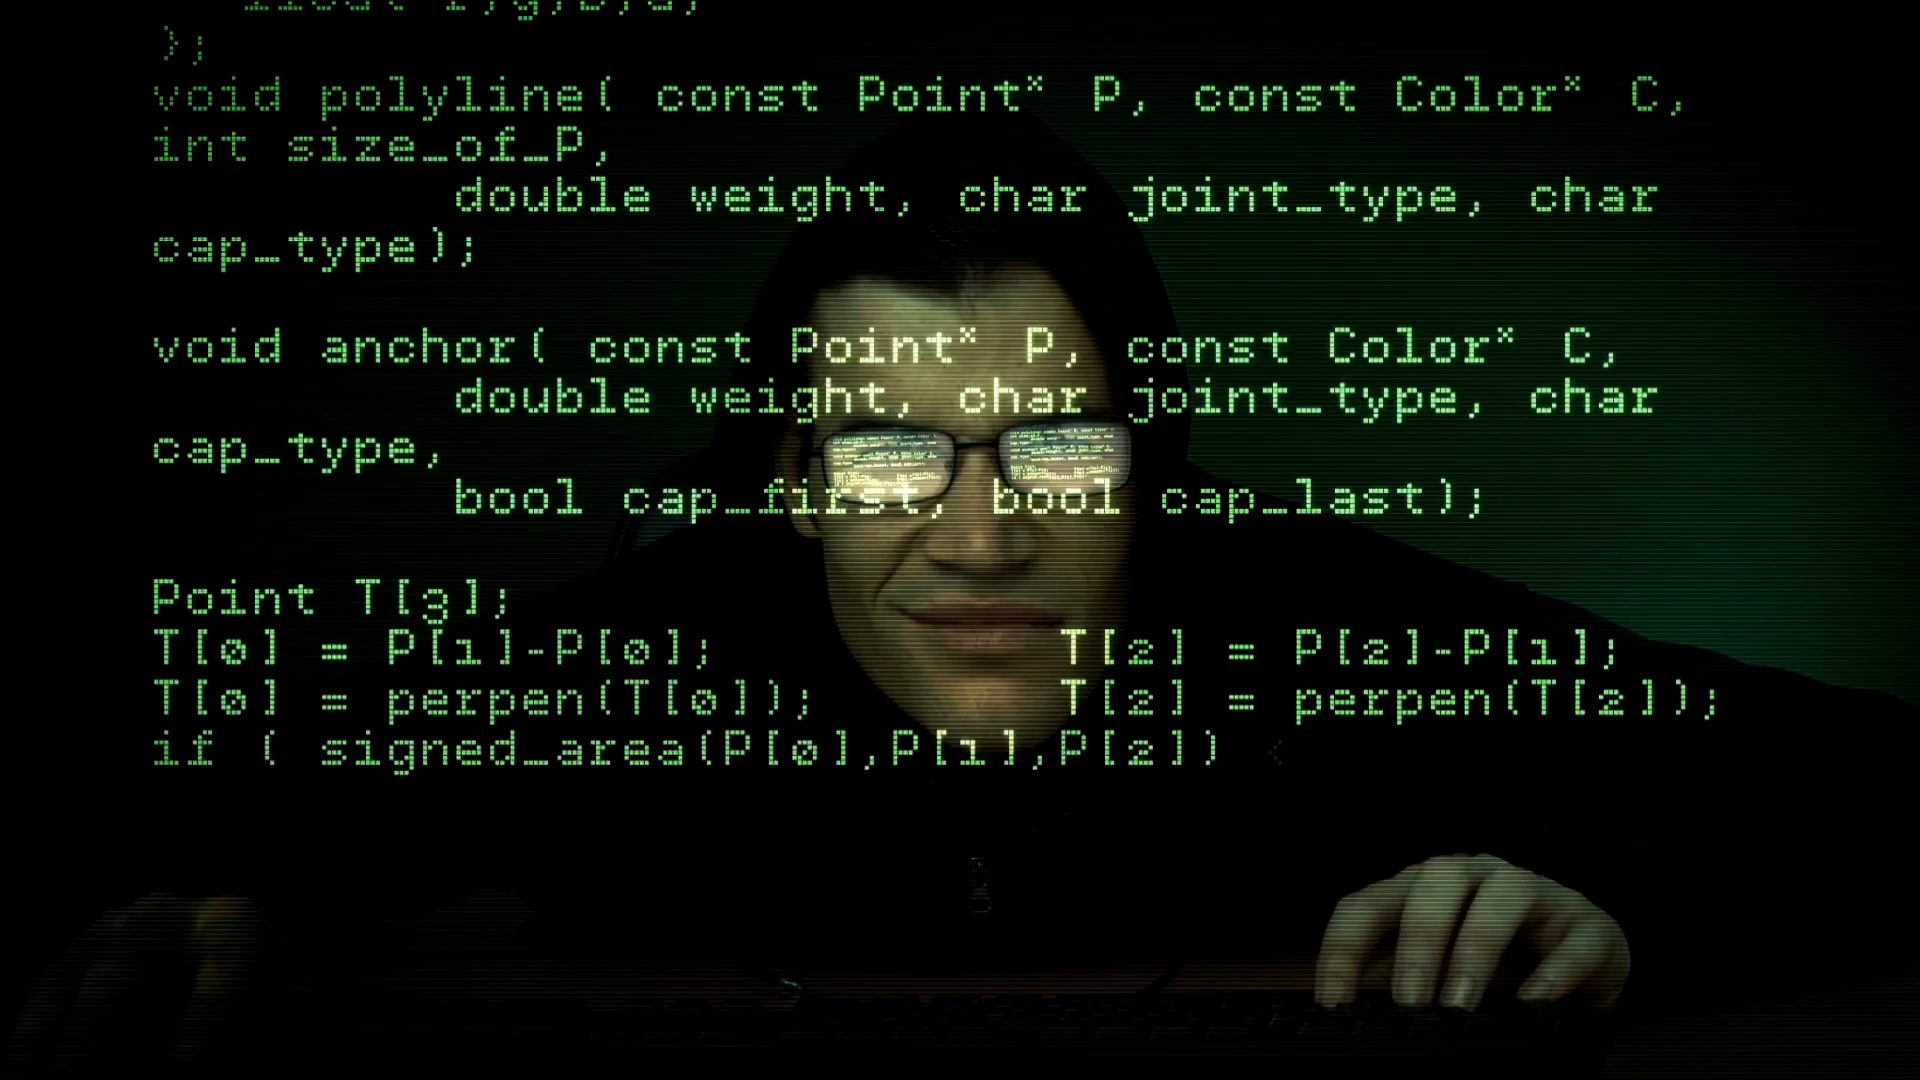 };
void polyline( const Point* P, const Color* C,
int size_of_P,
double weight, char joint_type, char
cap_type);
void anchor( const Point* P, const Color* C,
double weight, char joint_type, char
cap_type,
bool cap_first, bool cap_last);
Point T[3];
T[0] = P[1]-P[0]; T[2] = P[2]-P[1];
T[0] = perpen(T[0]); T[2] = perpen(T[2]);
if ( signed_area(P[0],P[1],P[2]) <